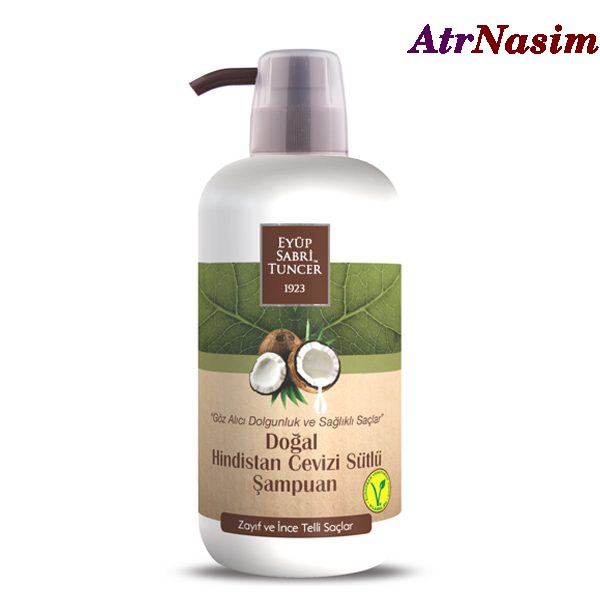 AtrNasim
EYÜP
SABRİ
TUNCER
1923
"Göz Alıcı Dolgunluk ve Sağlıklı Saçlar"
Doğal
Hindistan Cevizi Sütlü
Şampuan
Zayıf ve İnce Telli Saçlar